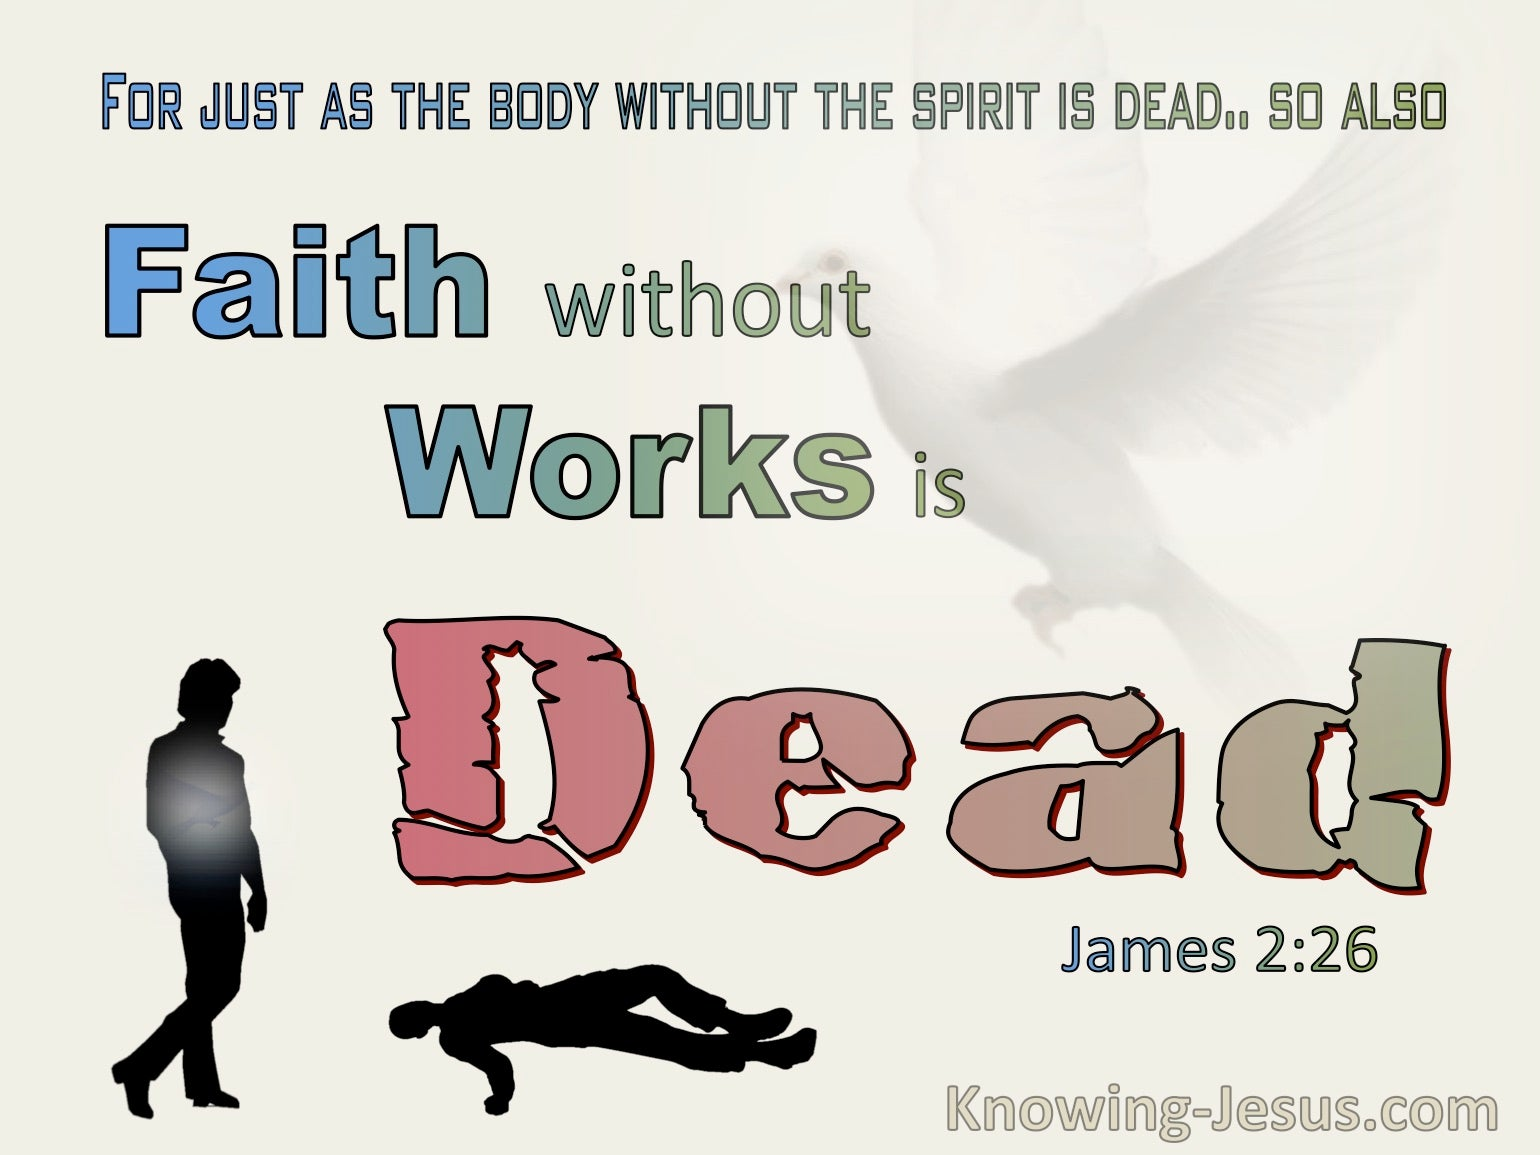 For just as the body without the spirit is dead.. so also
Faith without
Works is
Dead
James 2:26
Knowing-Jesus.com